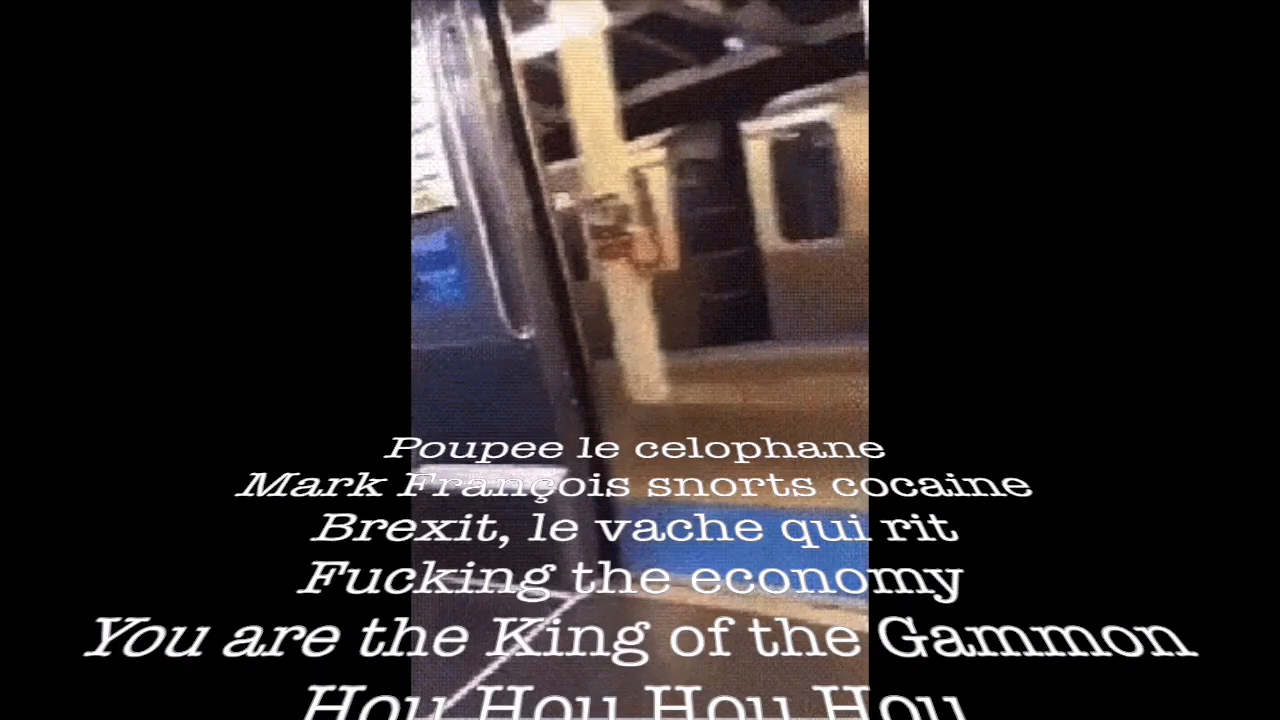 Poupee le celophane
Mark François snorts cocaine
Brexit, le vache qui rit
Fucking the economy
You are the King of the Gammon
Hou Hou Hou Hou